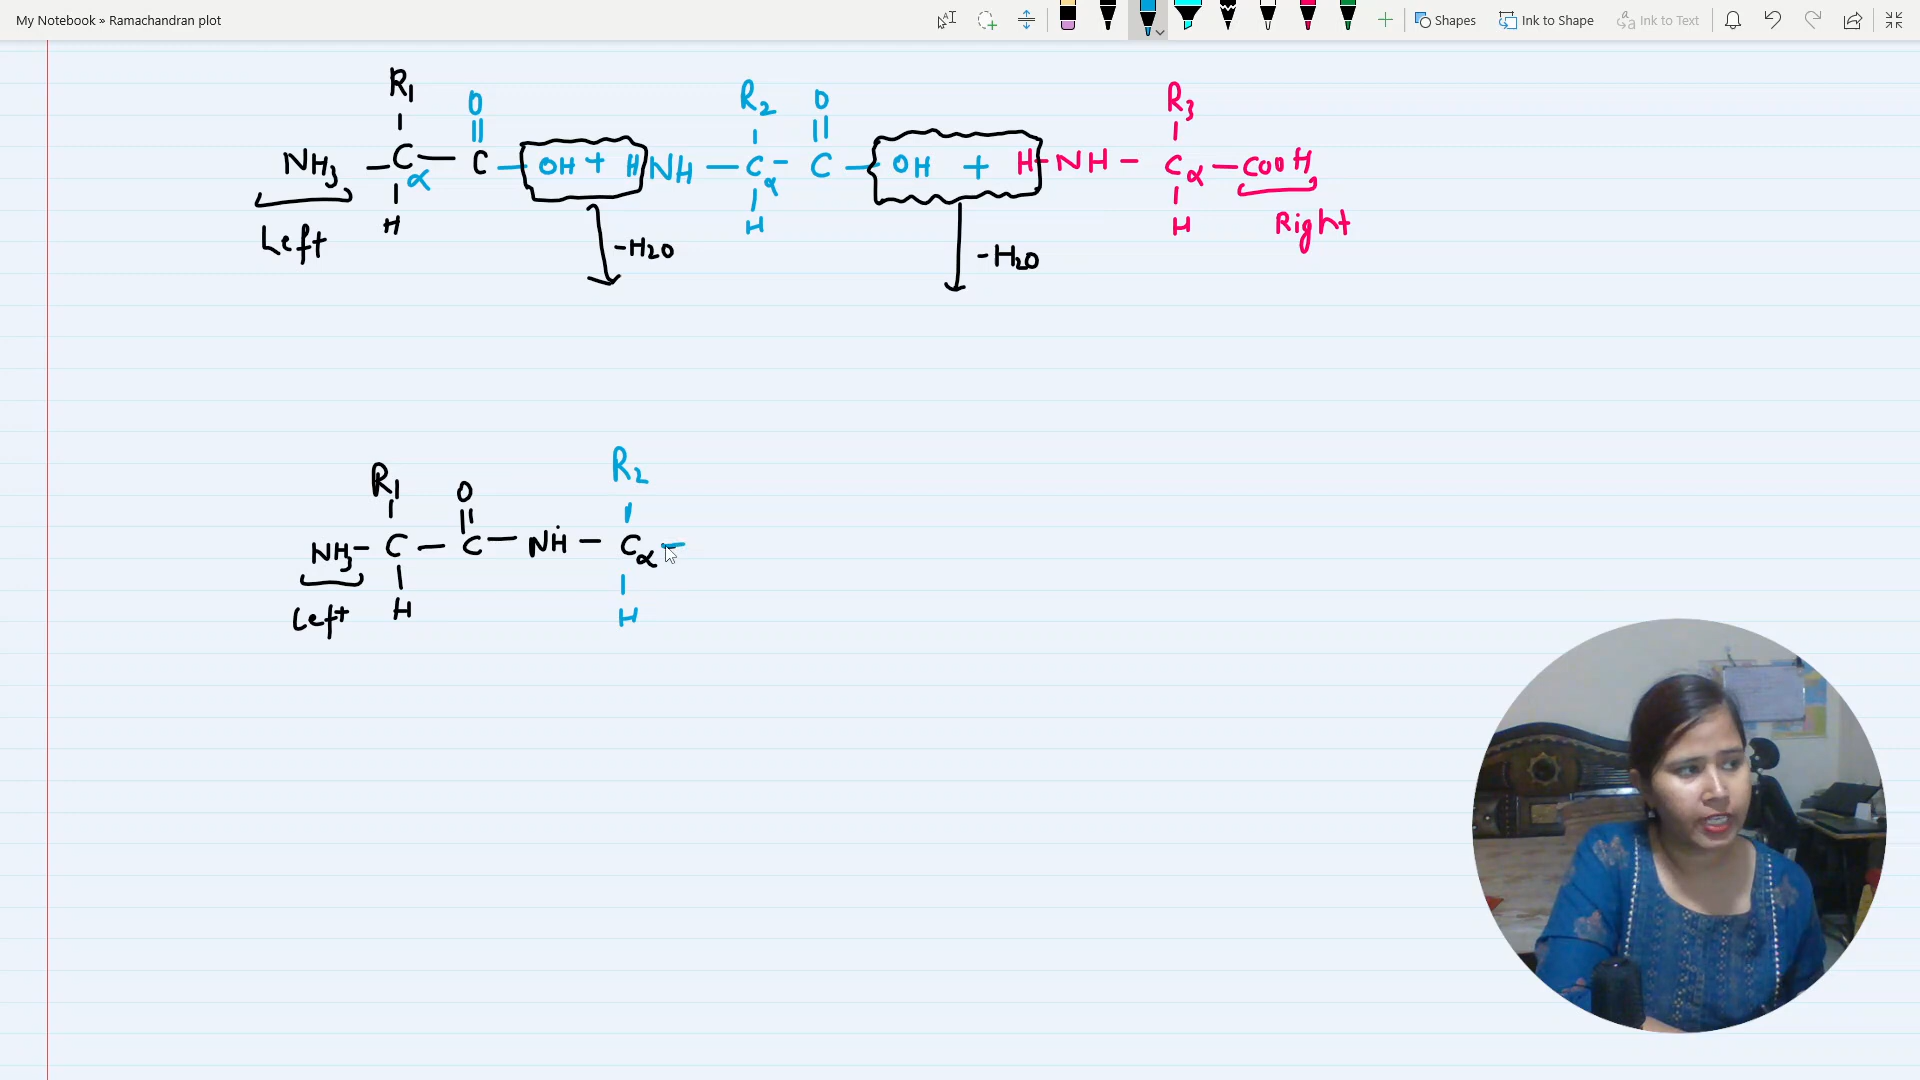 My Notebook » Ramachandran plot
Shapes Ink to Shape Ink to Text
R1 O R2 O R3
NH3 – Cα – C – OH + H NH – Cα – C – OH + H – NH – Cα – COOH
H H H
Left Right
-H2O -H2O
R1 O R2
NH3 – C – C – NH – Cα –
H H
Left